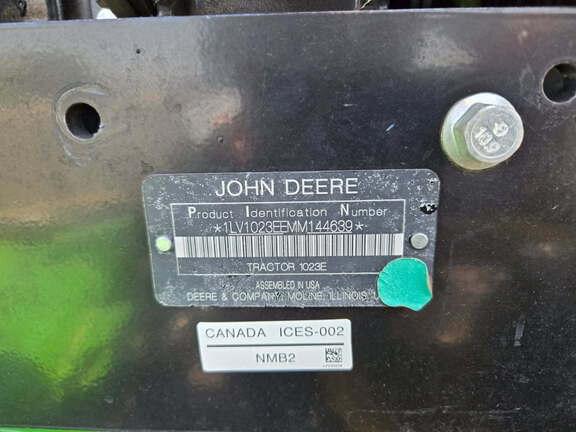 JOHN DEERE
Product Identification Number
*1LV1023EEMM144639*
TRACTOR 1023E
ASSEMBLED IN USA
DEERE & COMPANY, MOLINE, ILLINOIS,
CANADA ICES-002
NMB2
10.9